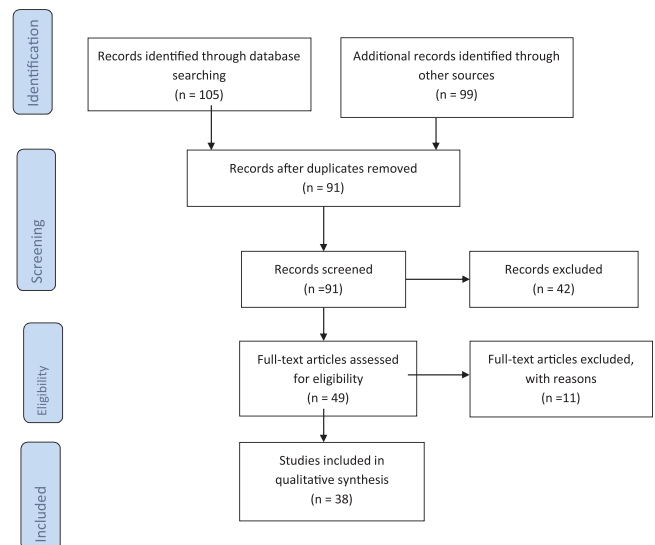 Identification
Records identified through database
searching
(n = 105)
Additional records identified through
other sources
(n = 99)
Screening
Records after duplicates removed
(n = 91)
Records screened
(n =91)
Records excluded
(n = 42)
Eligibility
Full-text articles assessed
for eligibility
(n = 49)
Full-text articles excluded,
with reasons
(n =11)
Included
Studies included in
qualitative synthesis
(n = 38)